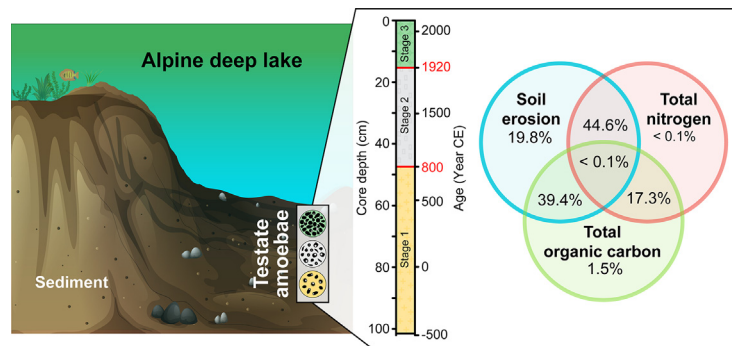 Alpine deep lake
Sediment
Testate
amoebae
Core depth (cm)
0
20
40
60
80
100
Stage 3
Stage 2
Stage 1
2000
1920
1500
800
500
0
-500
Age (Year CE)
Soil
erosion
19.8%
Total
nitrogen
< 0.1%
44.6%
< 0.1%
39.4%
17.3%
Total
organic carbon
1.5%